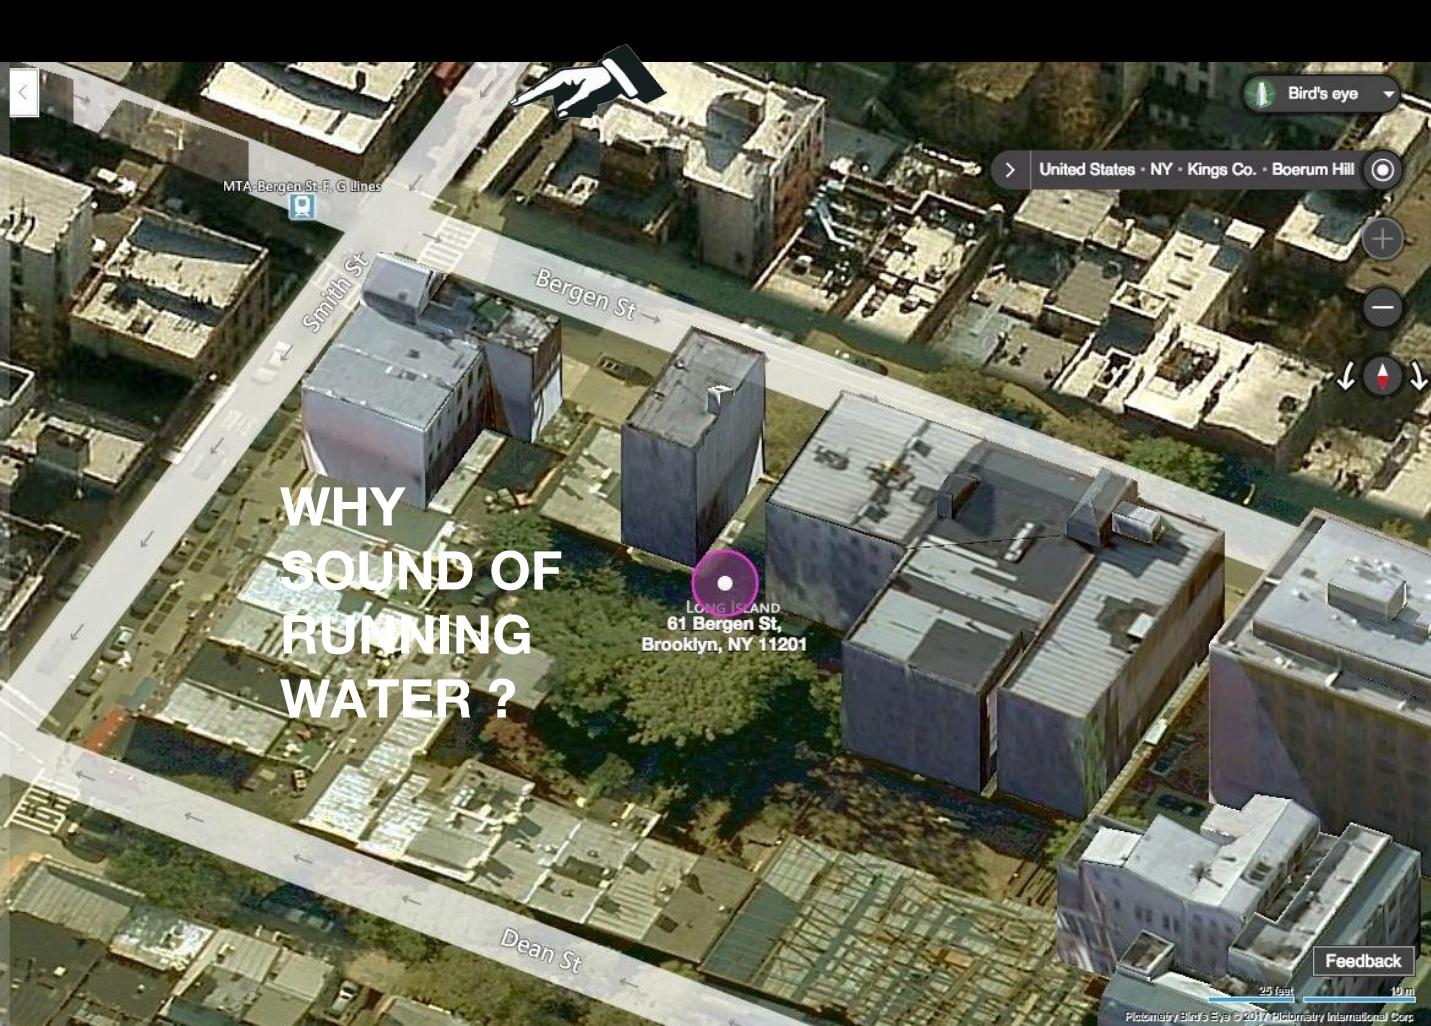 Bird's eye
United States • NY • Kings Co. • Boerum Hill
MTA-Bergen St-F, G Lines
Smith St
Bergen St
WHY
SOUND OF
RUNNING
WATER ?
LONG ISLAND
61 Bergen St,
Brooklyn, NY 11201
Dean St
Feedback
25 feet 10 m
Pictometry Bird's Eye © 2017 Pictometry International Corp